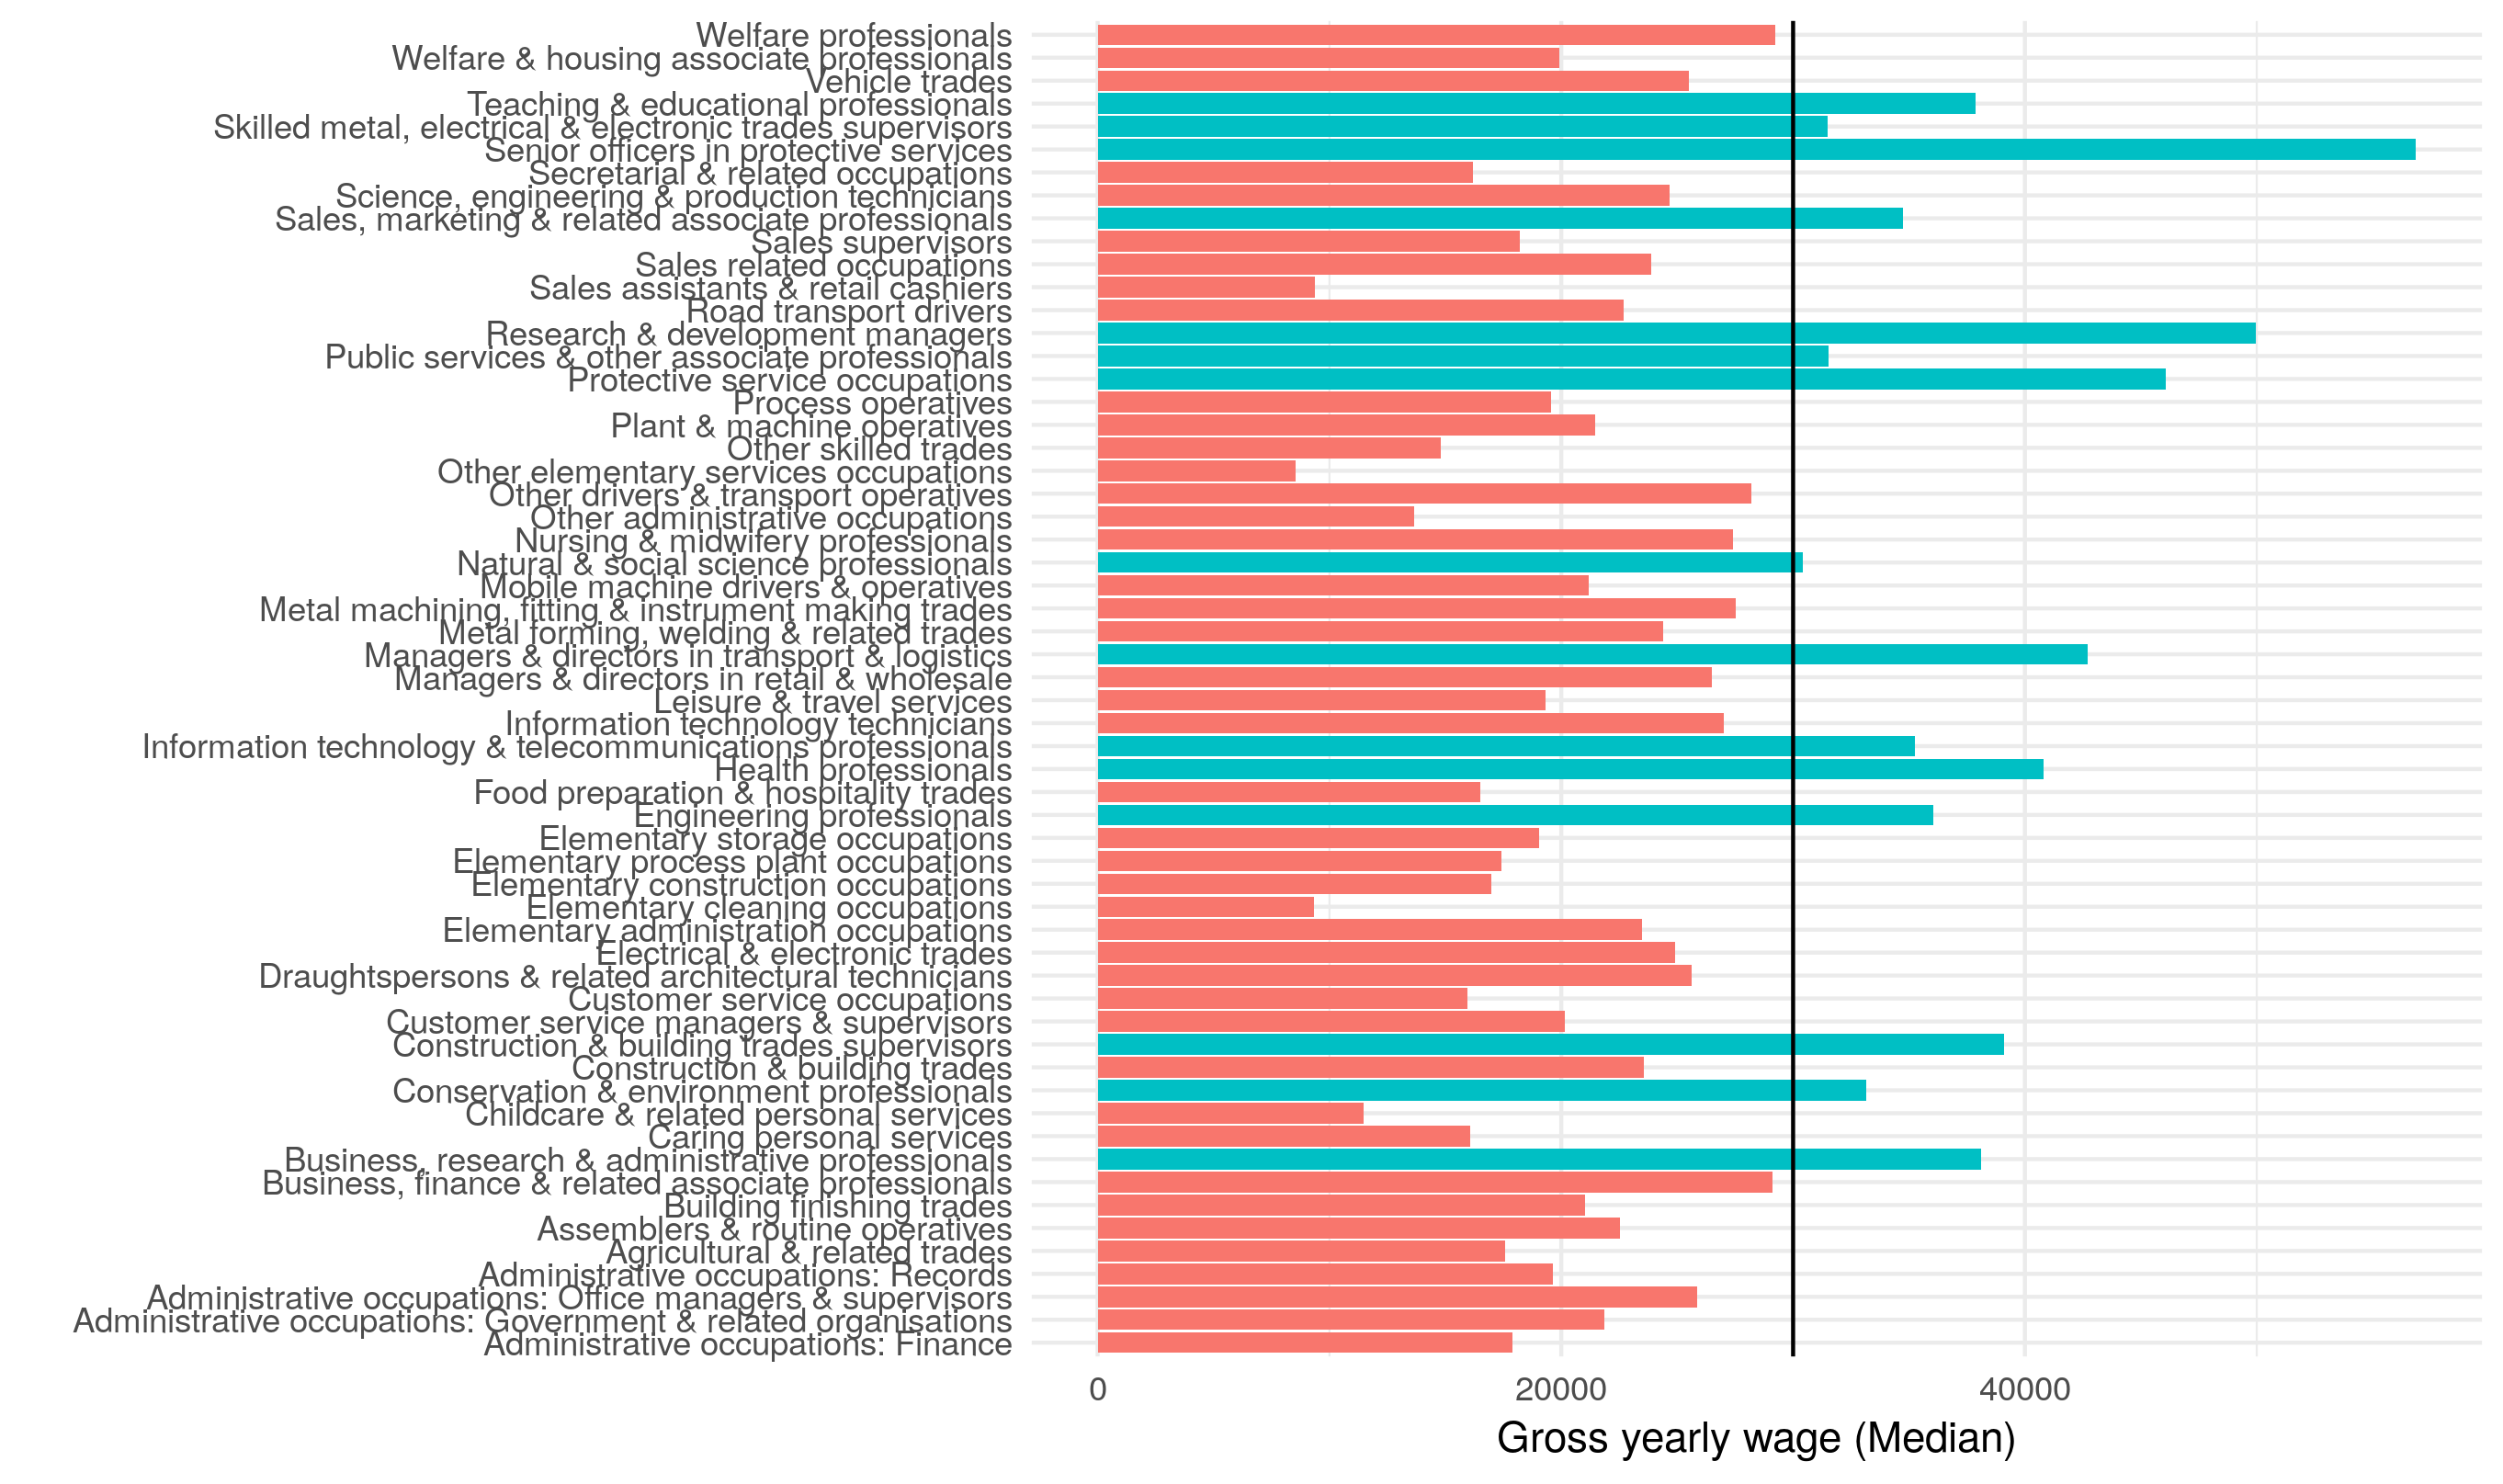 Welfare professionals
Welfare & housing associate professionals
Vehicle trades
Teaching & educational professionals
Skilled metal, electrical & electronic trades supervisors
Senior officers in protective services
Secretarial & related occupations
Science, engineering & production technicians
Sales, marketing & related associate professionals
Sales supervisors
Sales related occupations
Sales assistants & retail cashiers
Road transport drivers
Research & development managers
Public services & other associate professionals
Protective service occupations
Process operatives
Plant & machine operatives
Other skilled trades
Other elementary services occupations
Other drivers & transport operatives
Other administrative occupations
Nursing & midwifery professionals
Natural & social science professionals
Mobile machine drivers & operatives
Metal machining, fitting & instrument making trades
Metal forming, welding & related trades
Managers & directors in transport & logistics
Managers & directors in retail & wholesale
Leisure & travel services
Information technology technicians
Information technology & telecommunications professionals
Health professionals
Food preparation & hospitality trades
Engineering professionals
Elementary storage occupations
Elementary process plant occupations
Elementary construction occupations
Elementary cleaning occupations
Elementary administration occupations
Electrical & electronic trades
Draughtspersons & related architectural technicians
Customer service occupations
Customer service managers & supervisors
Construction & building trades supervisors
Construction & building trades
Conservation & environment professionals
Childcare & related personal services
Caring personal services
Business, research & administrative professionals
Business, finance & related associate professionals
Building finishing trades
Assemblers & routine operatives
Agricultural & related trades
Administrative occupations: Records
Administrative occupations: Office managers & supervisors
Administrative occupations: Government & related organisations
Administrative occupations: Finance
0 20000 40000
Gross yearly wage (Median)